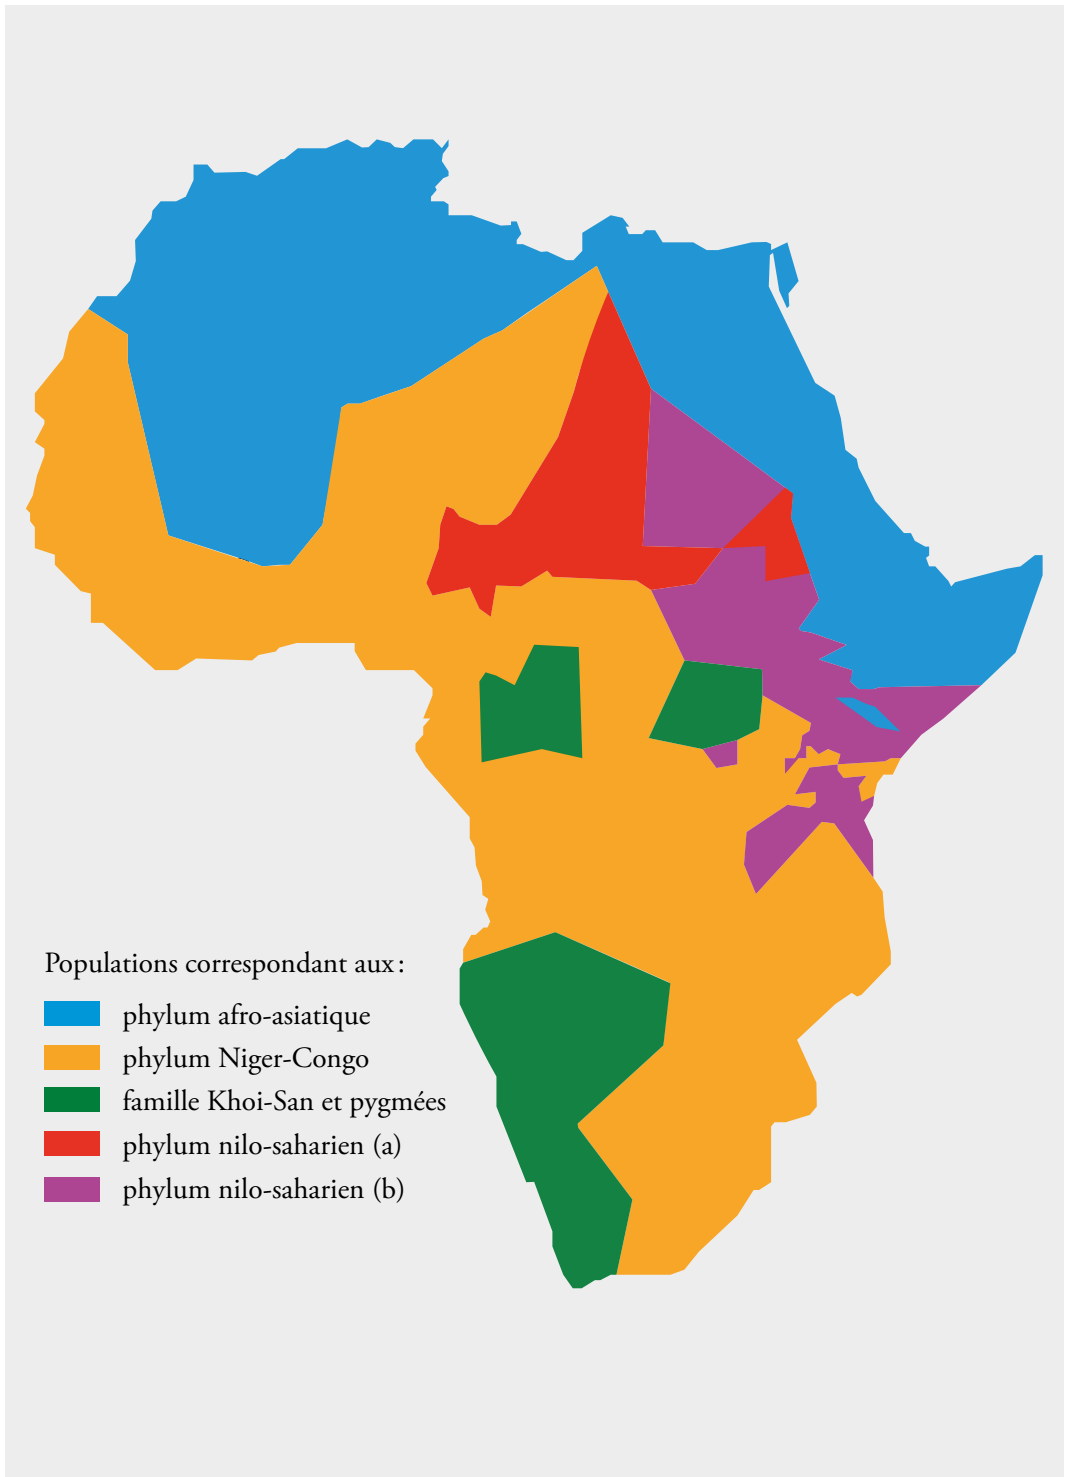 Populations correspondant aux :
phylum afro-asiatique
phylum Niger-Congo
famille Khoi-San et pygmées
phylum nilo-saharien (a)
phylum nilo-saharien (b)